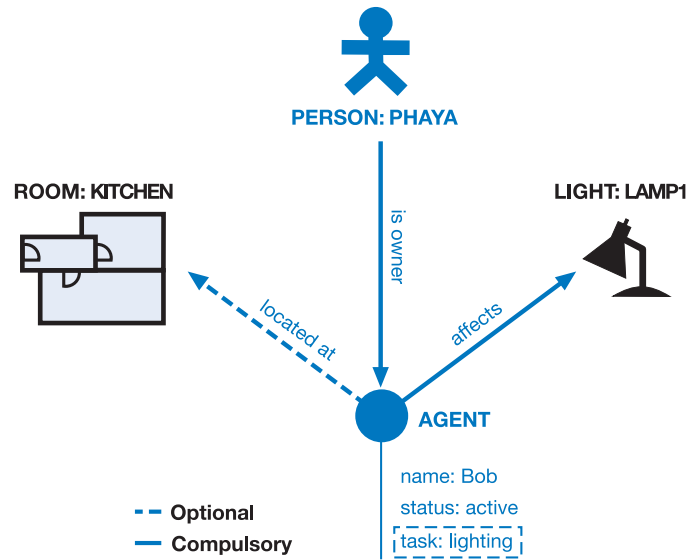 PERSON: PHAYA
ROOM: KITCHEN
LIGHT: LAMP1
is owner
located at
affects
AGENT
name: Bob
status: active
task: lighting
Optional
Compulsory